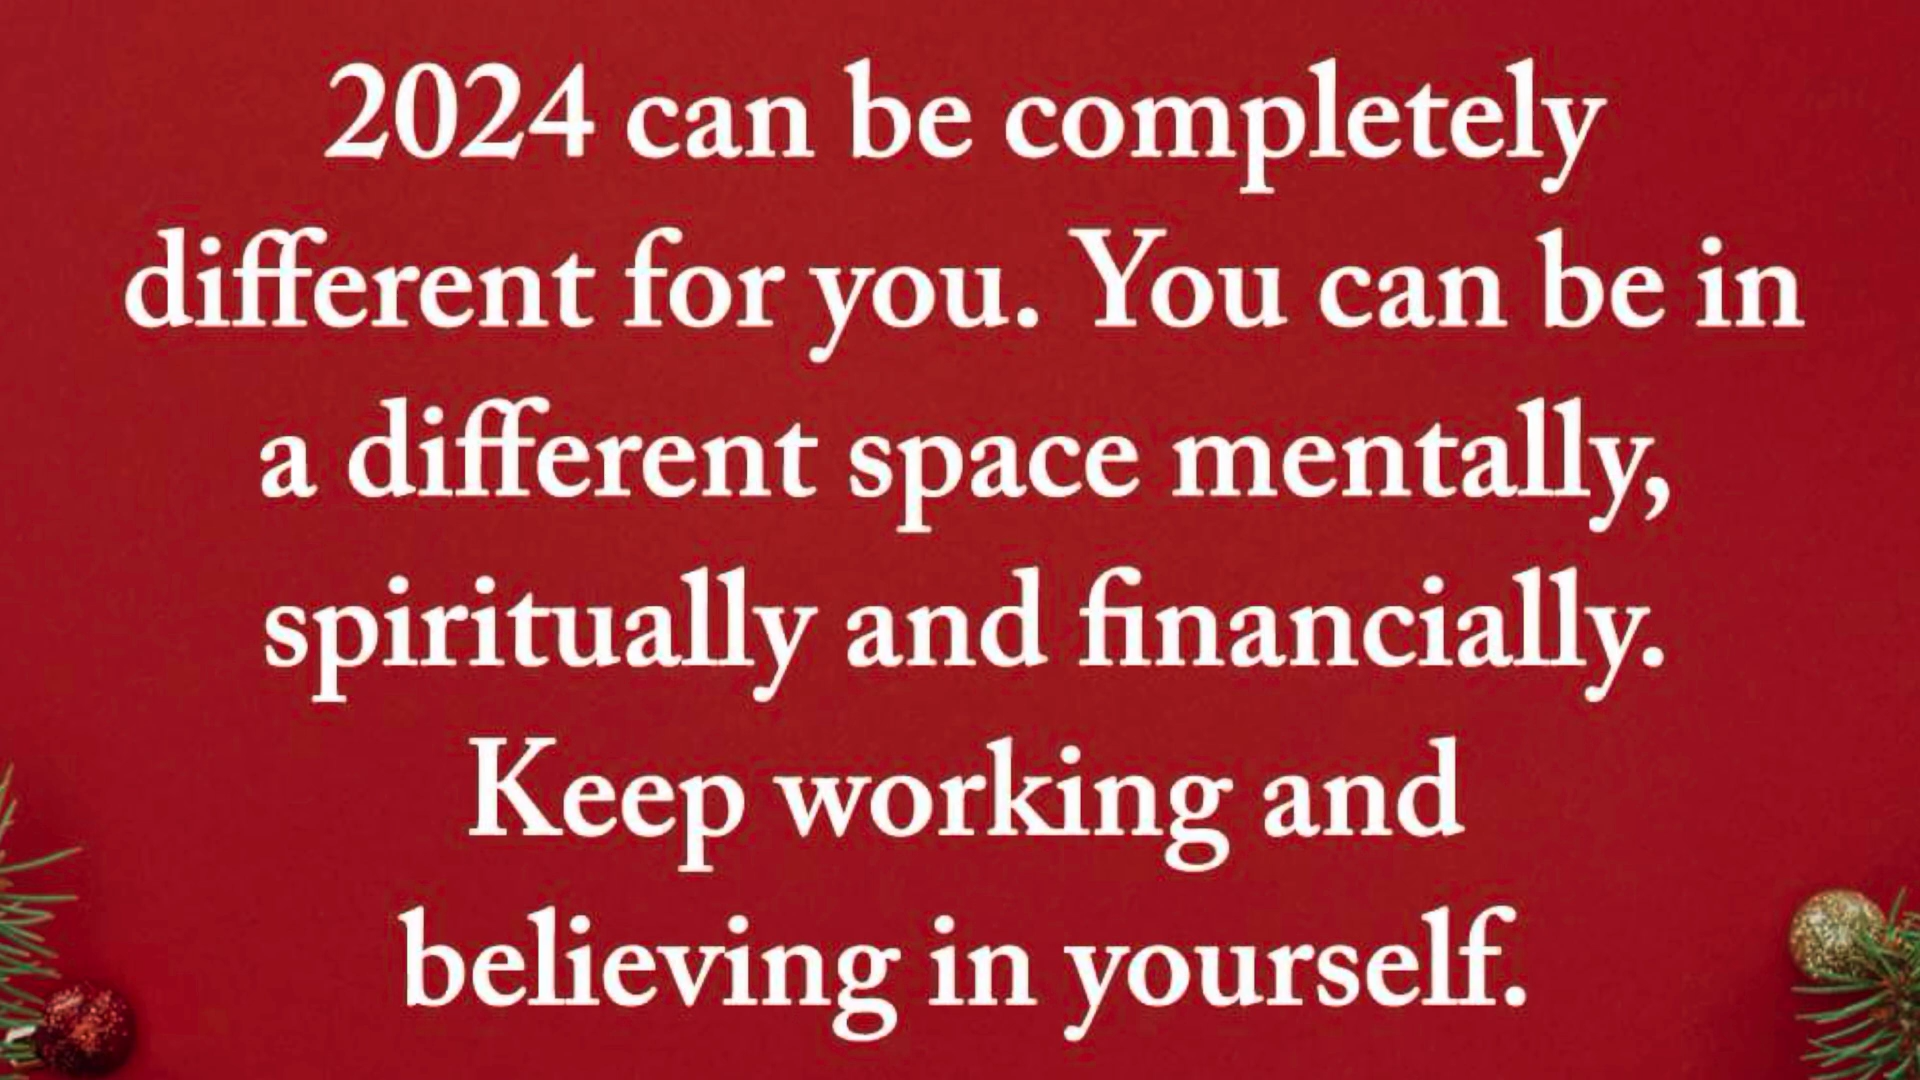 2024 can be completely
different for you. You can be in
a different space mentally,
spiritually and financially.
Keep working and
believing in yourself.